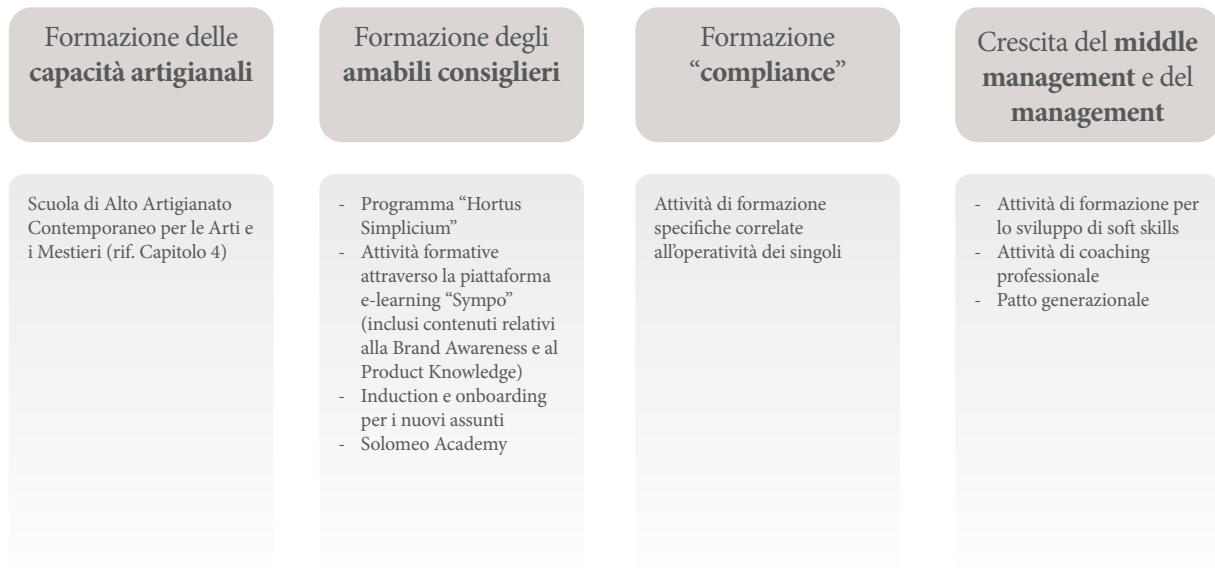 Formazione delle
capacità artigianali
Scuola di Alto Artigianato
Contemporaneo per le Arti e
i Mestieri (rif. Capitolo 4)
Formazione degli
amabili consiglieri
- Programma “Hortus
Simplicium”
- Attività formative
attraverso la piattaforma
e-learning “Sympo”
(inclusi contenuti relativi
alla Brand Awareness e al
Product Knowledge)
- Induction e onboarding
per i nuovi assunti
- Solomeo Academy
Formazione
“compliance”
Attività di formazione
specifiche correlate
all’operatività dei singoli
Crescita del middle
management e del
management
- Attività di formazione per
lo sviluppo di soft skills
- Attività di coaching
professionale
- Patto generazionale